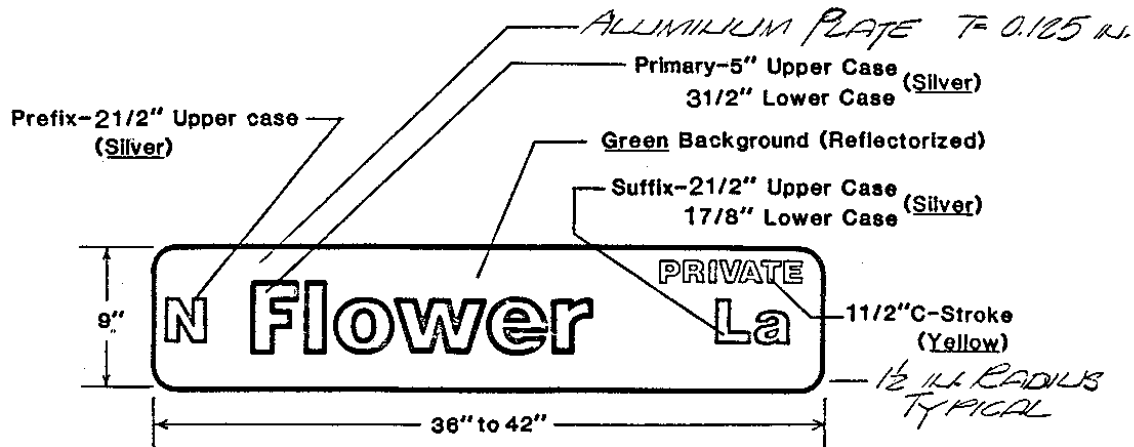 ALUMINUM PLATE T= 0.125 IN.
Primary-5" Upper Case
31/2" Lower Case
(Silver)
Prefix-21/2" Upper case
(Silver)
Green Background (Reflectorized)
Suffix-21/2" Upper Case
17/8" Lower Case
(Silver)
PRIVATE
N Flower La
9"
11/2"C-Stroke
(Yellow)
1/2 IN. RADIUS
TYPICAL
36" to 42"